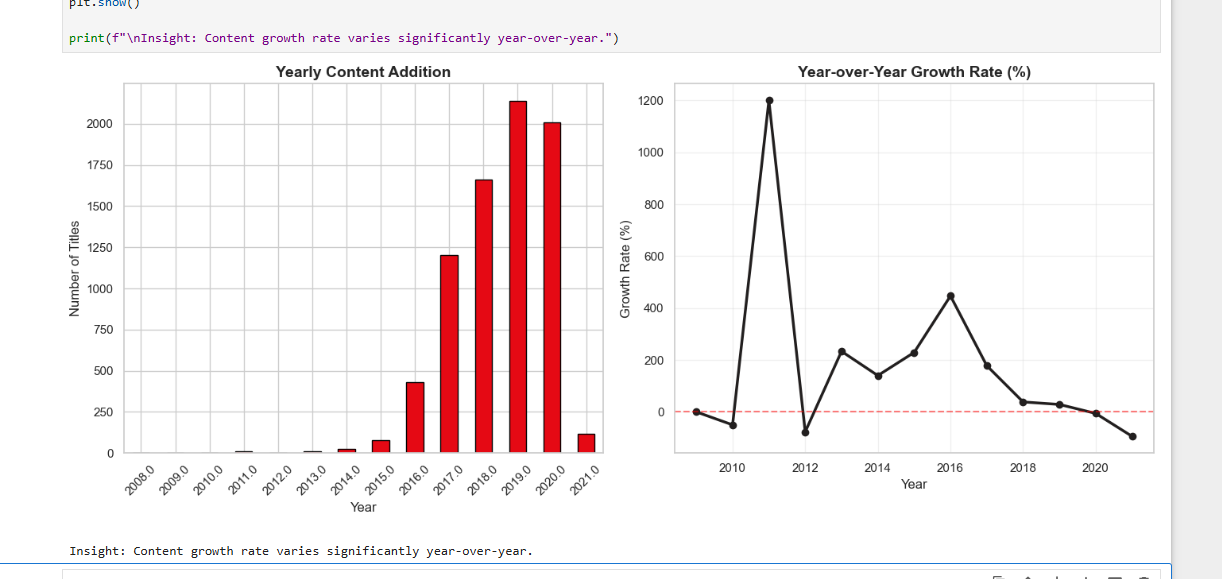 plt.show()
print(f"\nInsight: Content growth rate varies significantly year-over-year.")
Yearly Content Addition
Number of Titles
2000
1750
1500
1250
1000
750
500
250
0
2008.0 2009.0 2010.0 2011.0 2012.0 2013.0 2014.0 2015.0 2016.0 2017.0 2018.0 2019.0 2020.0 2021.0
Year
Year-over-Year Growth Rate (%)
Growth Rate (%)
1200
1000
800
600
400
200
0
2010 2012 2014 2016 2018 2020
Year
Insight: Content growth rate varies significantly year-over-year.